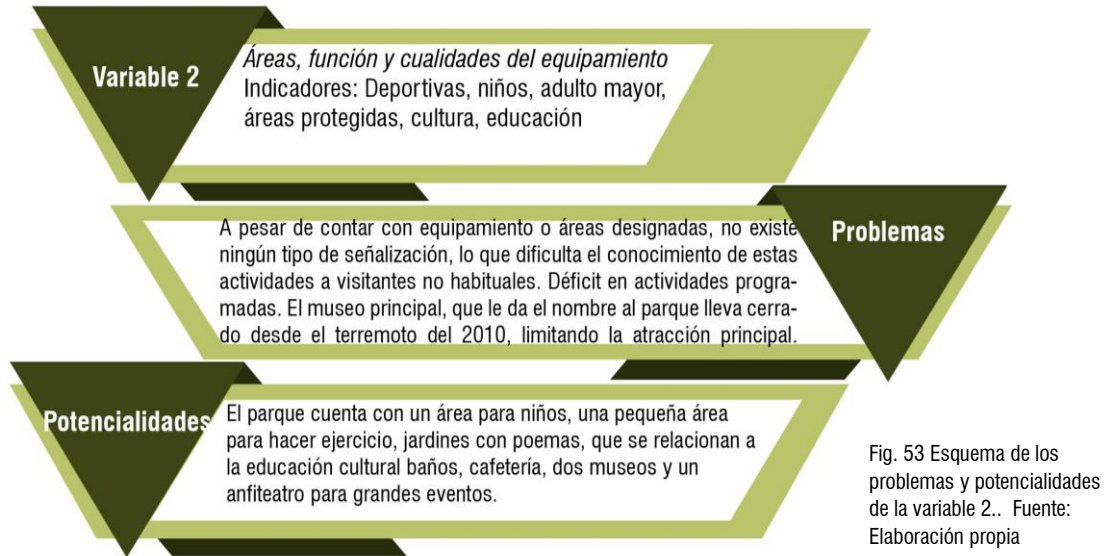 Variable 2
Áreas, función y cualidades del equipamiento
Indicadores: Deportivas, niños, adulto mayor,
áreas protegidas, cultura, educación
Problemas
A pesar de contar con equipamiento o áreas designadas, no existe
ningún tipo de señalización, lo que dificulta el conocimiento de estas
actividades a visitantes no habituales. Déficit en actividades progra-
madas. El museo principal, que le da el nombre al parque lleva cerra-
do desde el terremoto del 2010, limitando la atracción principal.
Potencialidades
El parque cuenta con un área para niños, una pequeña área
para hacer ejercicio, jardines con poemas, que se relacionan a
la educación cultural baños, cafetería, dos museos y un
anfiteatro para grandes eventos.
Fig. 53 Esquema de los
problemas y potencialidades
de la variable 2.. Fuente:
Elaboración propia